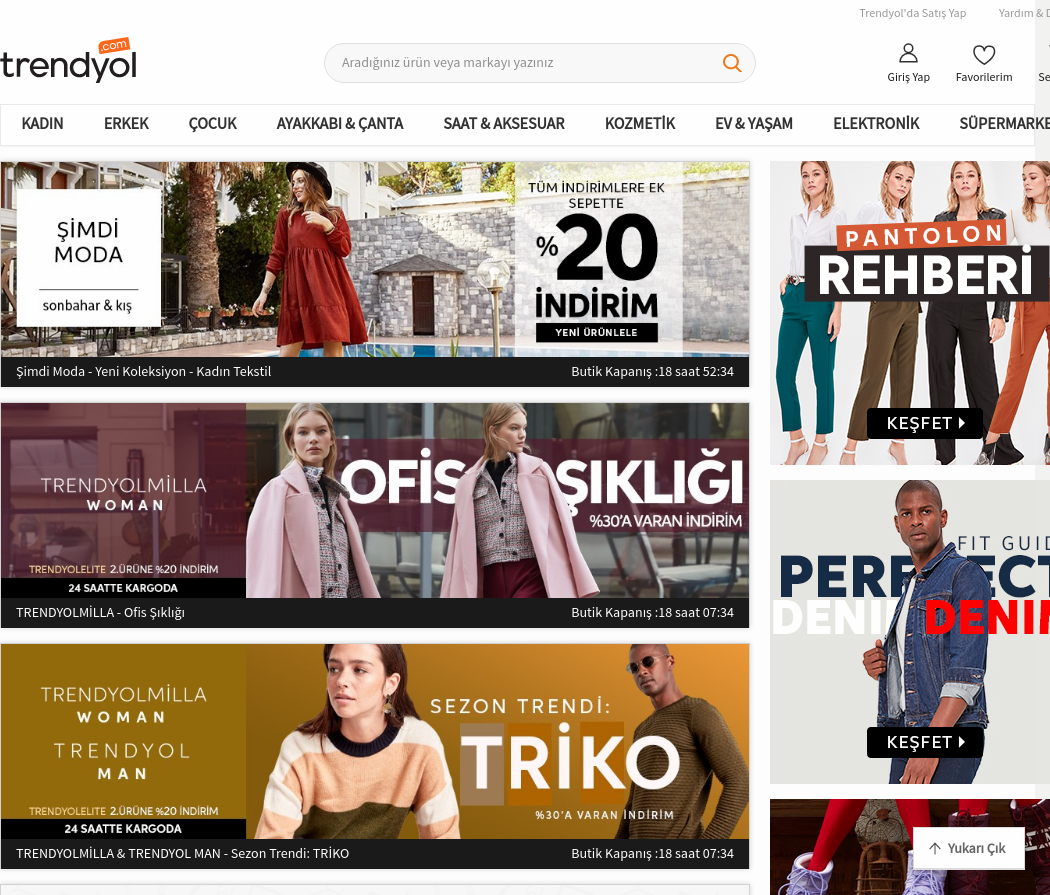 Trendyol'da Satış Yap
Yardım &
trendyol
.com
Aradığınız ürün veya markayı yazınız
Giriş Yap
Favorilerim
KADIN
ERKEK
ÇOCUK
AYAKKABI & ÇANTA
SAAT & AKSESUAR
KOZMETİK
EV & YAŞAM
ELEKTRONİK
SÜPERMARKE
ŞİMDİ
MODA
sonbahar & kış
TÜM İNDİRİMLERE EK
SEPETTE
%20
İNDİRİM
YENİ ÜRÜNLELE
Şimdi Moda - Yeni Koleksiyon - Kadın Tekstil
Butik Kapanış :18 saat 52:34
TRENDYOLMİLLA
WOMAN
TRENDYOLELITE 2.ÜRÜNE %20 İNDİRİM
24 SAATTE KARGODA
OFİS ŞIKLIĞI
%30'A VARAN İNDİRİM
TRENDYOLMİLLA - Ofis Şıklığı
Butik Kapanış :18 saat 07:34
TRENDYOLMİLLA
WOMAN
TRENDYOL
MAN
TRENDYOLELITE 2.ÜRÜNE %20 İNDİRİM
24 SAATTE KARGODA
SEZON TRENDİ:
TRİKO
%30'A VARAN İNDİRİM
TRENDYOLMİLLA & TRENDYOL MAN - Sezon Trendi: TRİKO
Butik Kapanış :18 saat 07:34
PANTOLON
REHBERİ
KEŞFET
FIT GUID
PERFECT
DENIM DENIM
KEŞFET
Yukarı Çık